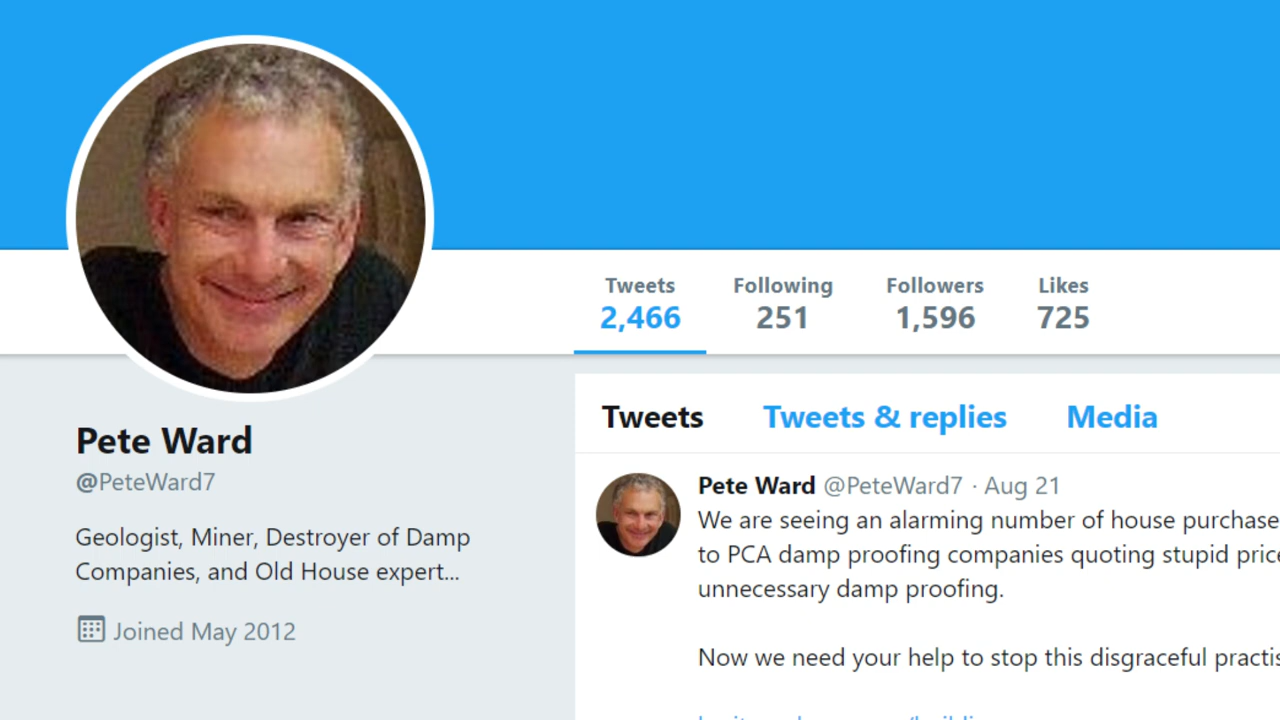 Tweets Following Followers Likes
2,466 251 1,596 725
Pete Ward
@PeteWard7
Geologist, Miner, Destroyer of Damp
Companies, and Old House expert...
Joined May 2012
Tweets Tweets & replies Media
Pete Ward @PeteWard7 · Aug 21
We are seeing an alarming number of house purchase
to PCA damp proofing companies quoting stupid
unnecessary damp proofing.
Now we need your help to stop this disgraceful